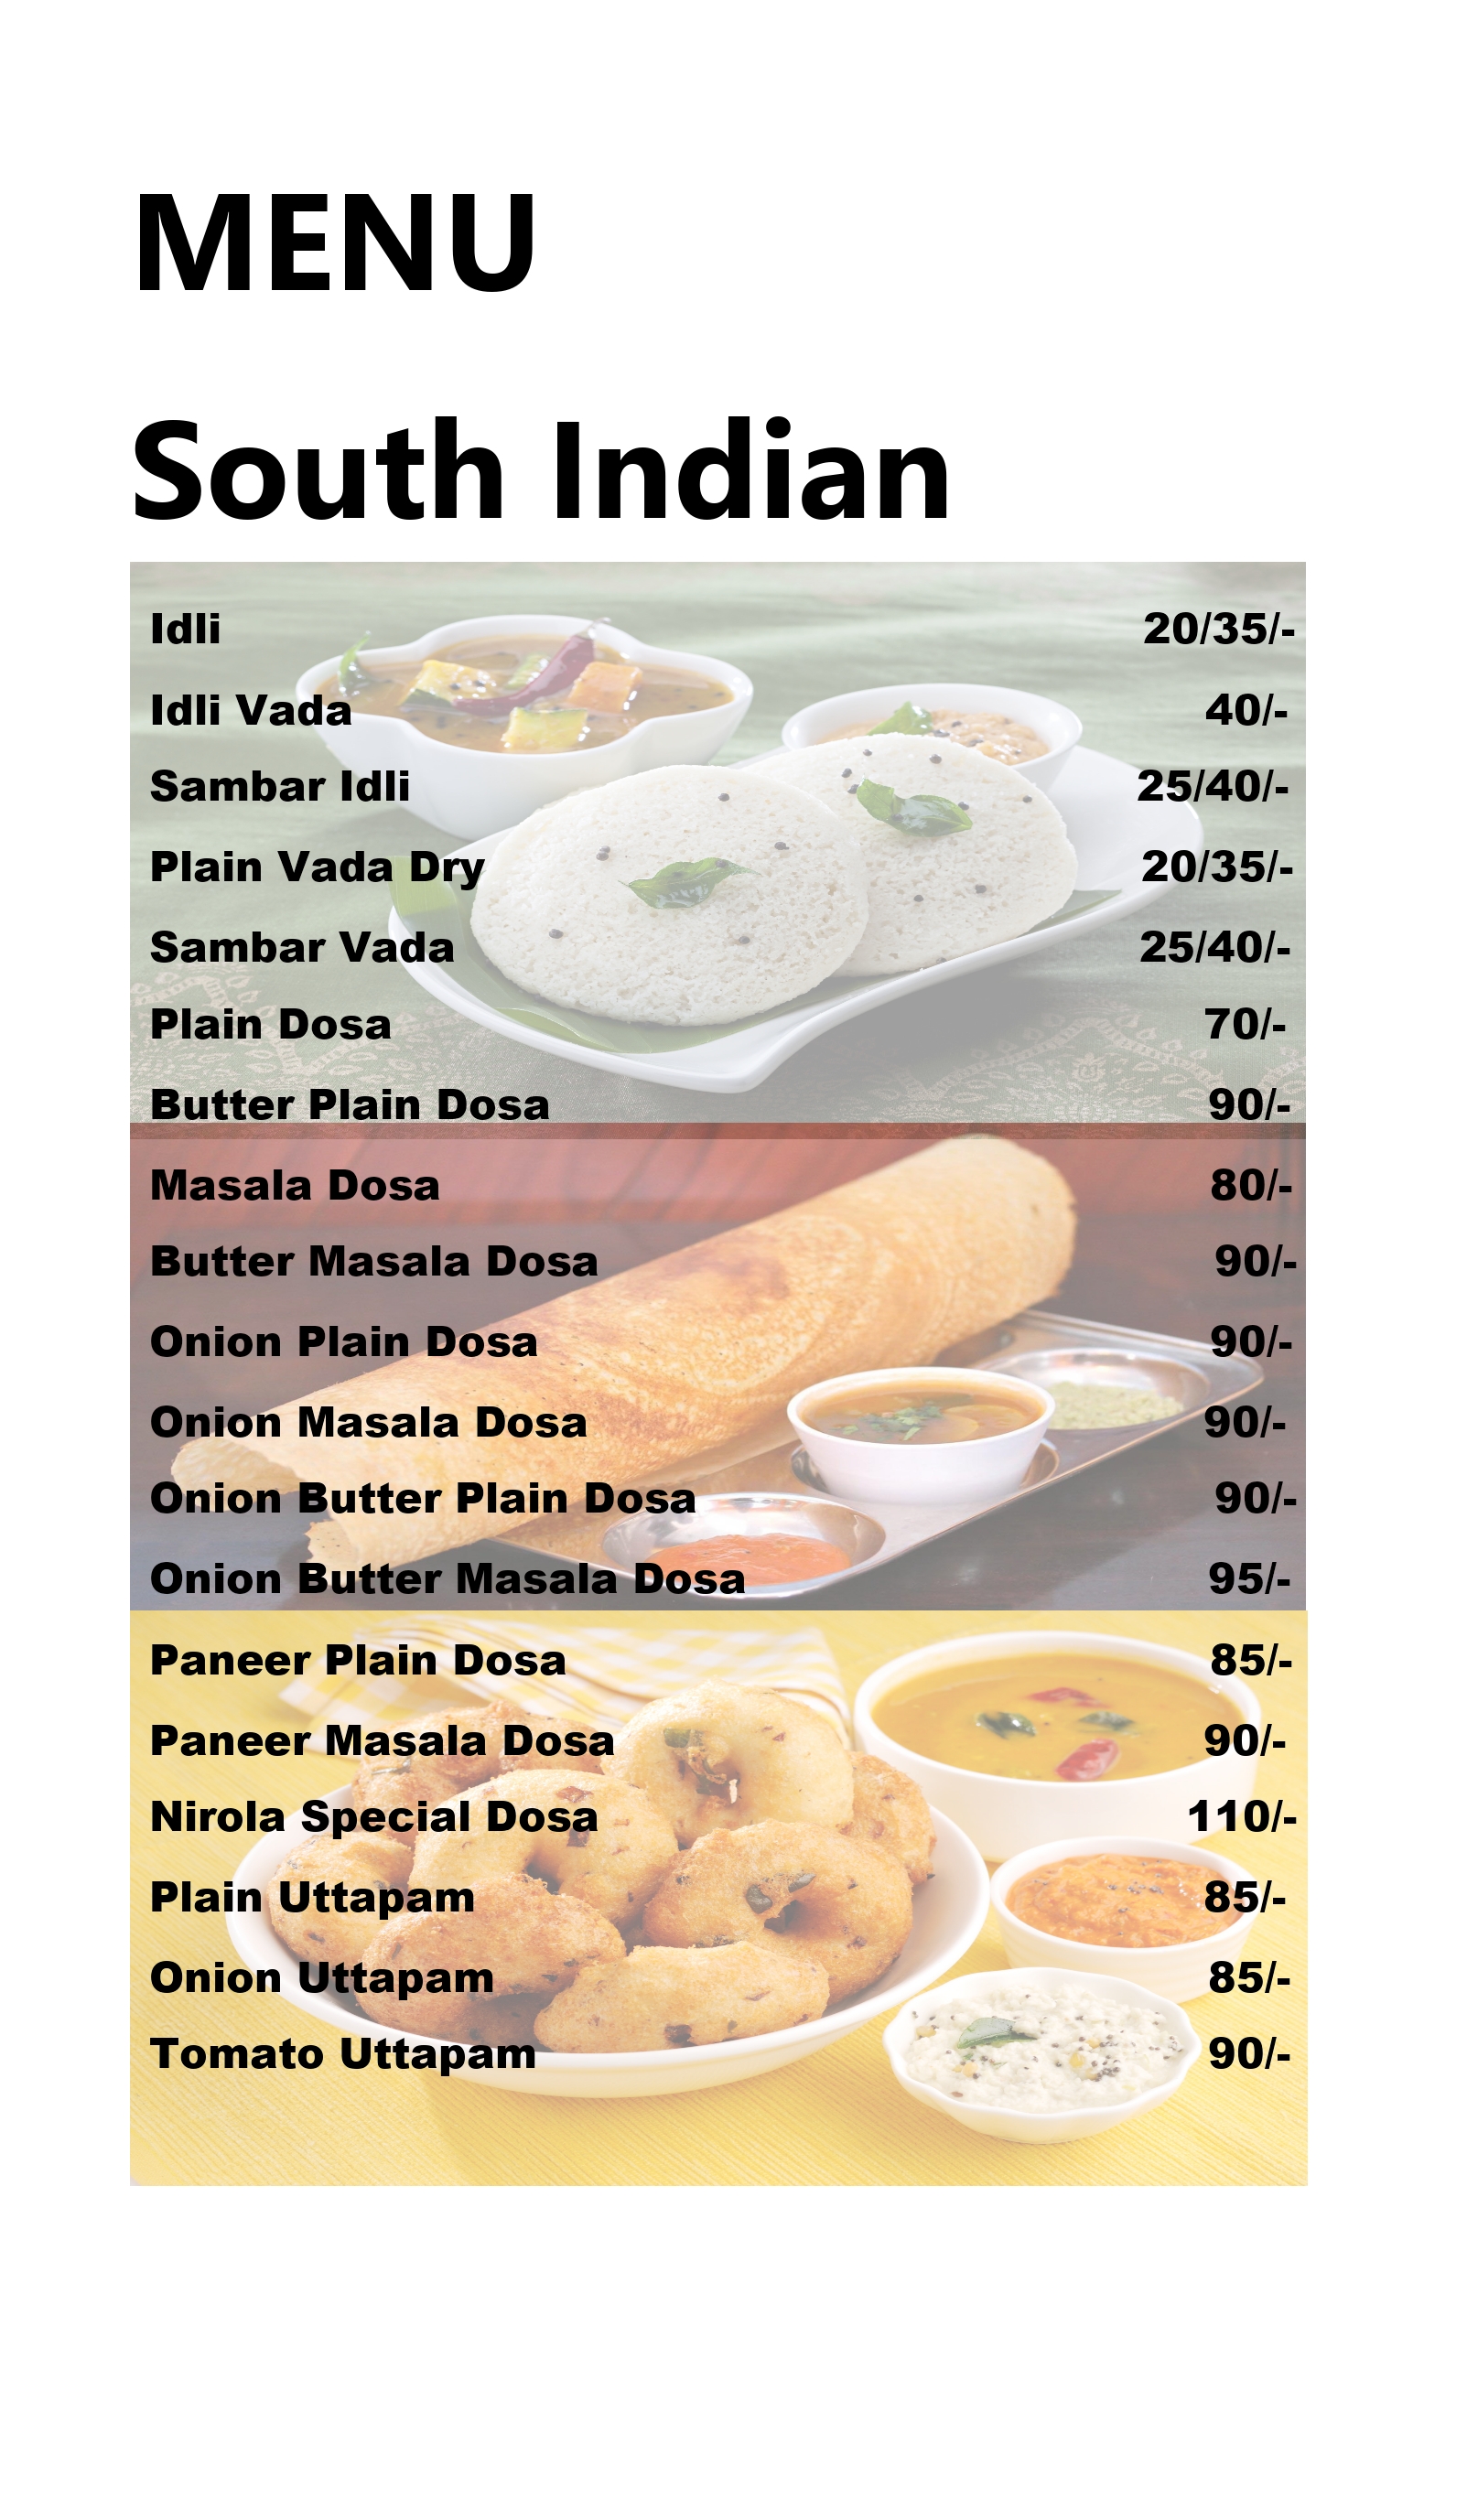 MENU
South Indian
Idli 20/35/-
Idli Vada 40/-
Sambar Idli 25/40/-
Plain Vada Dry 20/35/-
Sambar Vada 25/40/-
Plain Dosa 70/-
Butter Plain Dosa 90/-
Masala Dosa 80/-
Butter Masala Dosa 90/-
Onion Plain Dosa 90/-
Onion Masala Dosa 90/-
Onion Butter Plain Dosa 90/-
Onion Butter Masala Dosa 95/-
Paneer Plain Dosa 85/-
Paneer Masala Dosa 90/-
Nirola Special Dosa 110/-
Plain Uttapam 85/-
Onion Uttapam 85/-
Tomato Uttapam 90/-